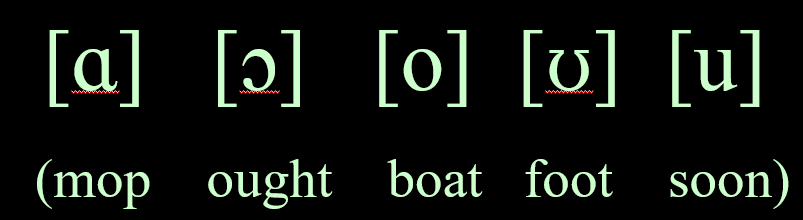 [ɑ] [ɔ] [o] [ʊ] [u]
(mop ought boat foot soon)